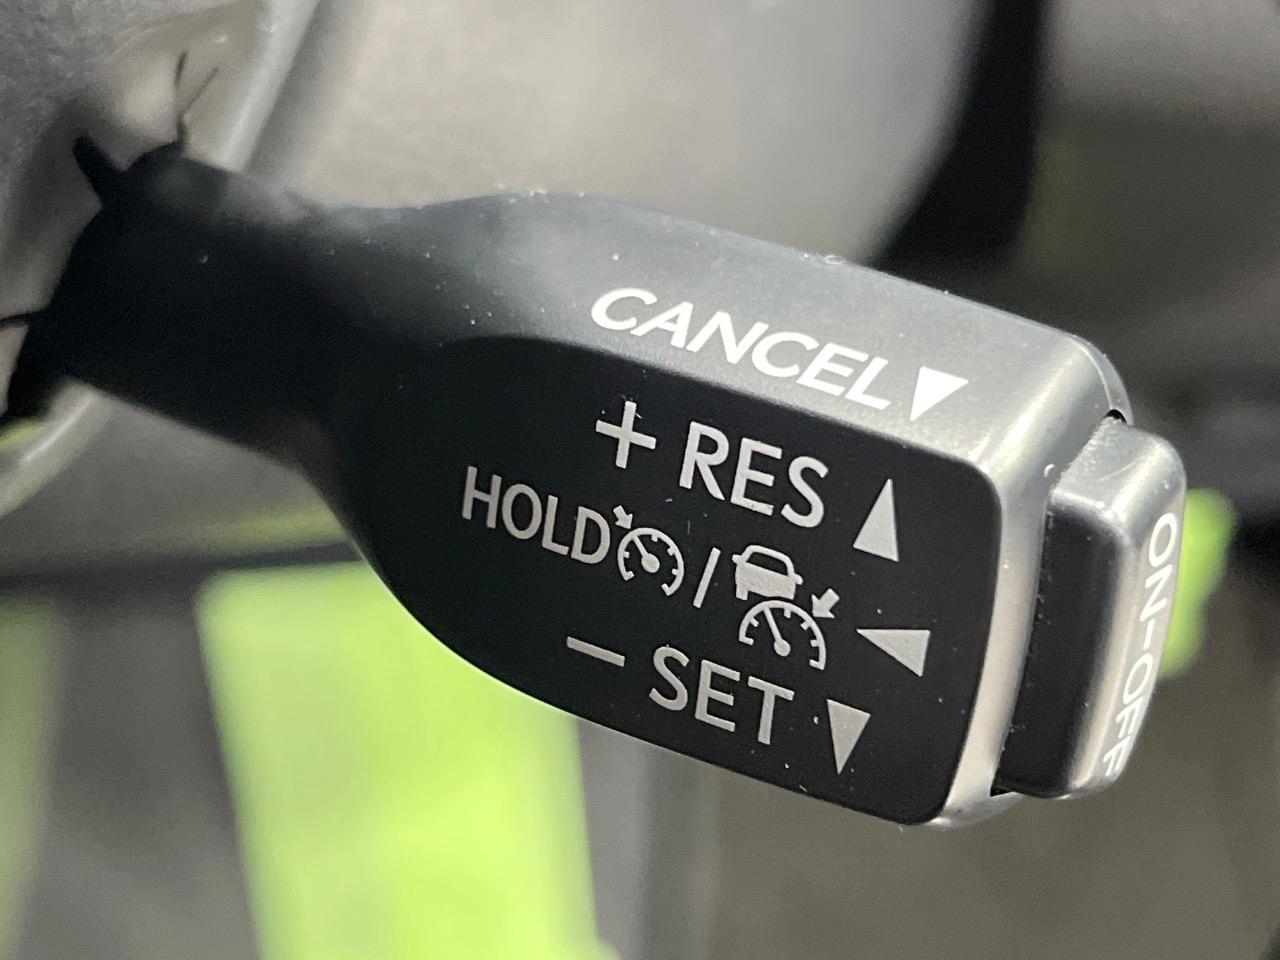 CANCEL ▼
+ RES ▲
HOLD / ◀
− SET ▼
ON-OFF